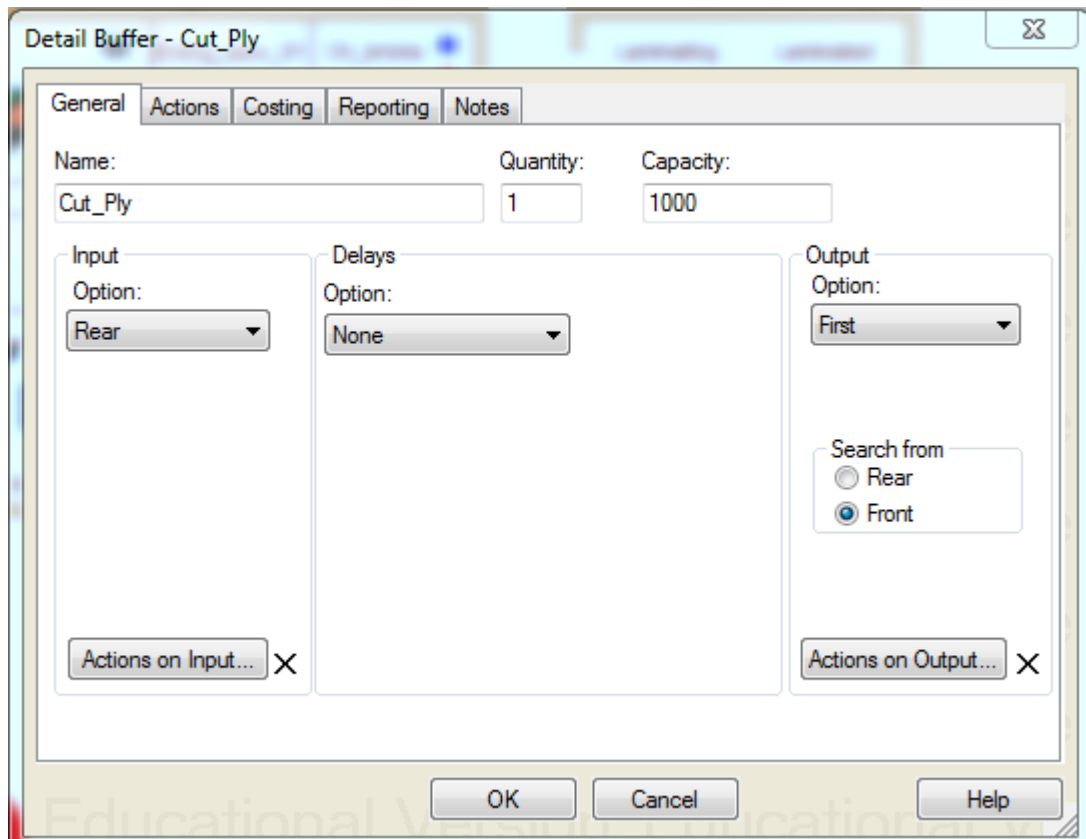 Detail Buffer - Cut_Ply
General Actions Costing Reporting Notes
Name: Quantity: Capacity:
Cut_Ply 1 1000
Input Delays Output
Option: Option: Option:
Rear None First
Search from
Rear
Front
Actions on Input... X Actions on Output... X
OK Cancel Help
Educational Version Educational